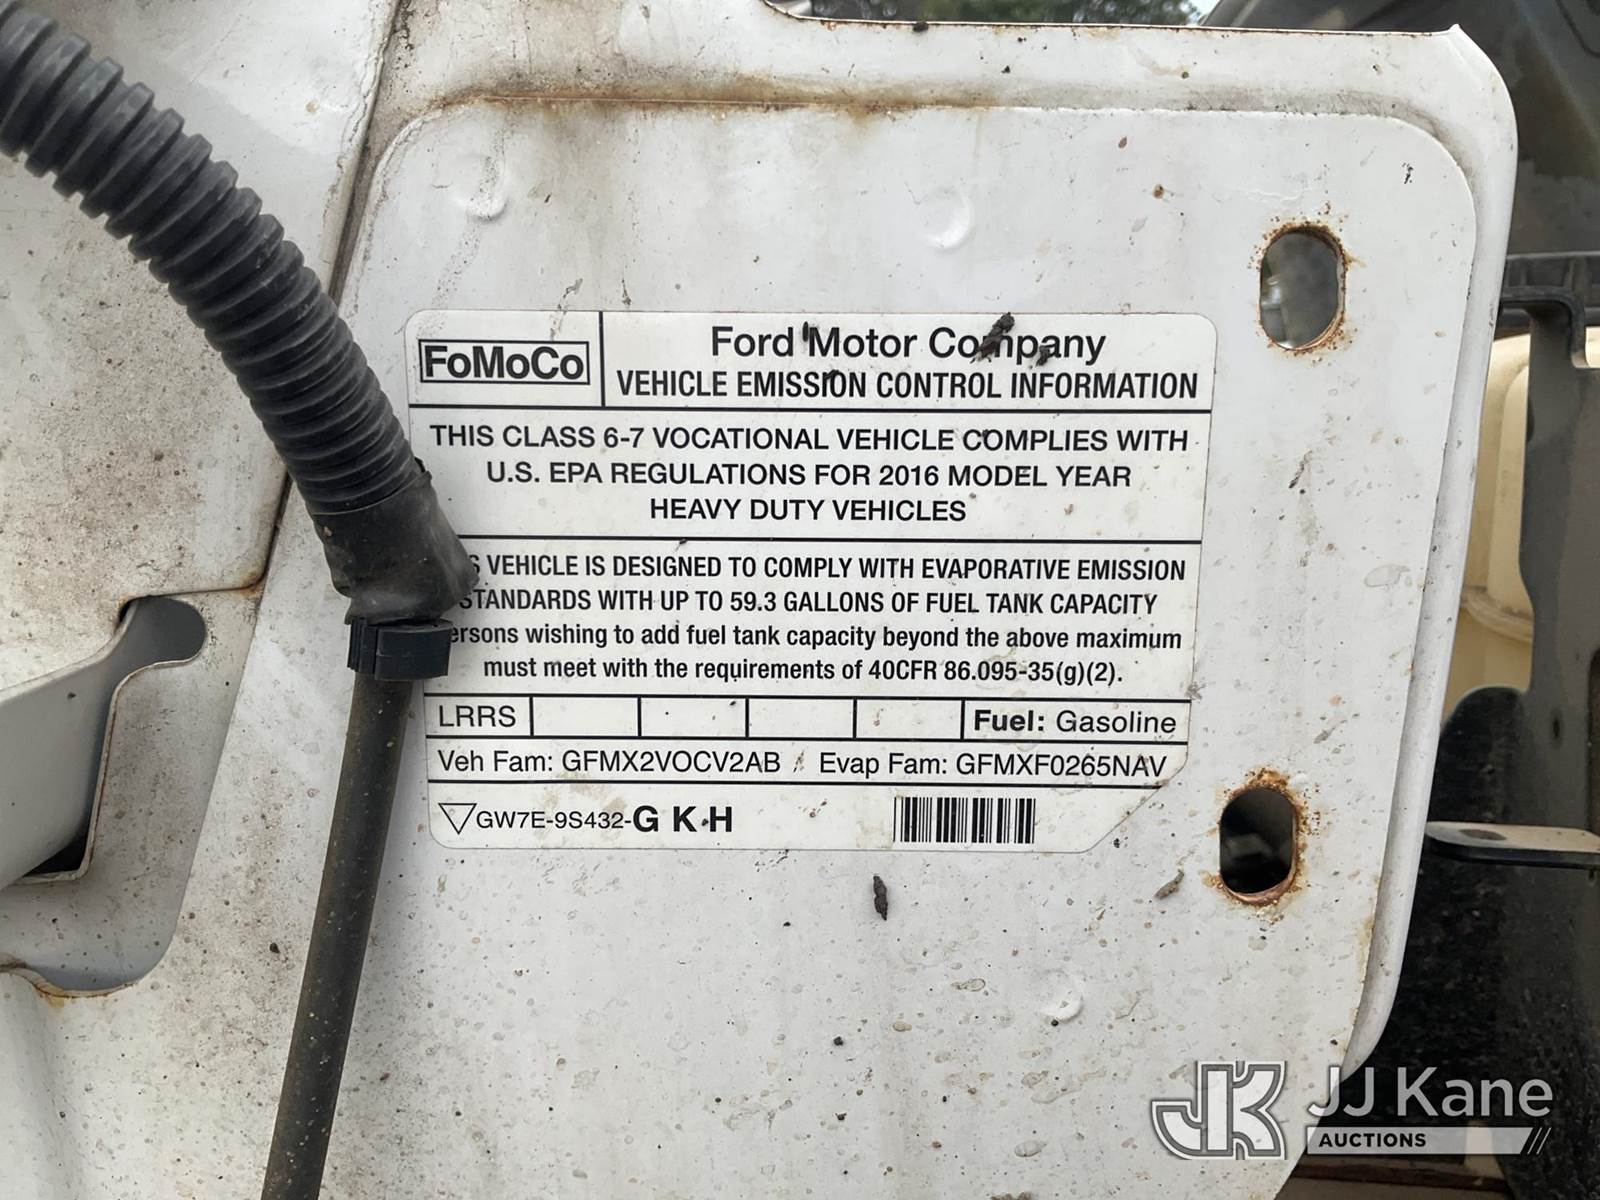 FoMoCo
Ford Motor Company
VEHICLE EMISSION CONTROL INFORMATION
THIS CLASS 6-7 VOCATIONAL VEHICLE COMPLIES WITH
U.S. EPA REGULATIONS FOR 2016 MODEL YEAR
HEAVY DUTY VEHICLES
VEHICLE IS DESIGNED TO COMPLY WITH EVAPORATIVE EMISSION
STANDARDS WITH UP TO 59.3 GALLONS OF FUEL TANK CAPACITY
ersons wishing to add fuel tank capacity beyond the above maximum
must meet with the requirements of 40CFR 86.095-35(g)(2).
LRRS Fuel: Gasoline
Veh Fam: GFMX2VOCV2AB / Evap Fam: GFMXF0265NAV
GW7E-9S432-G K H
JK JJ Kane
AUCTIONS